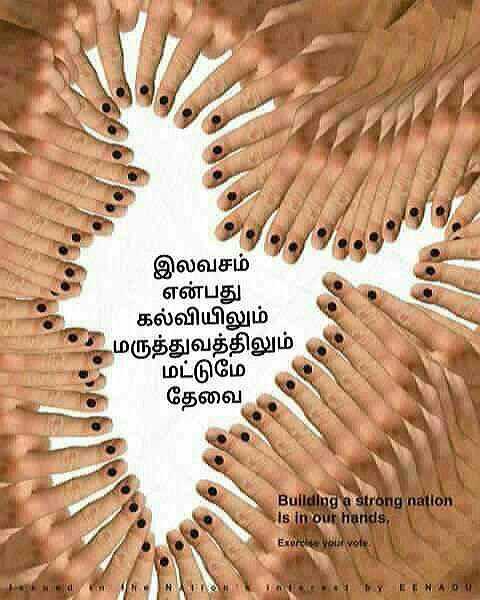 இலவசம்
என்பது
கல்வியிலும்
மருத்துவத்திலும்
மட்டுமே
தேவை
Building a strong nation
is in our hands.
Exercise your vote.
Issued in the Nation's interest by EENADU